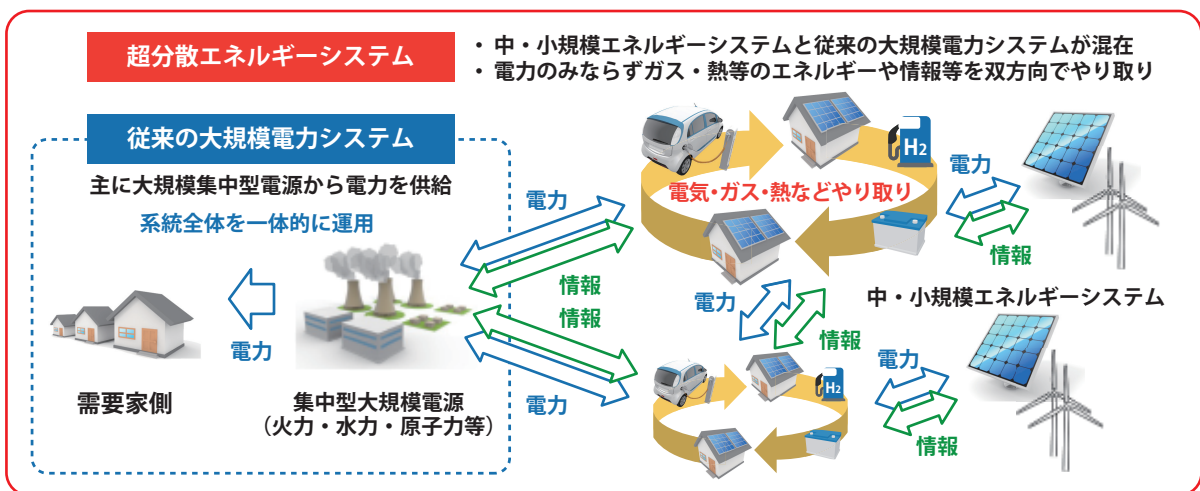 超分散エネルギーシステム
・ 中・小規模エネルギーシステムと従来の大規模電力システムが混在
・ 電力のみならずガス・熱等のエネルギーや情報等を双方向でやり取り
従来の大規模電力システム
主に大規模集中型電源から電力を供給
系統全体を一体的に運用
電力
需要家側
集中型大規模電源
（火力・水力・原子力等）
電力
情報
情報
電力
H2
電気・ガス・熱などやり取り
電力
情報
電力
情報
中・小規模エネルギーシステム
H2
電力
情報